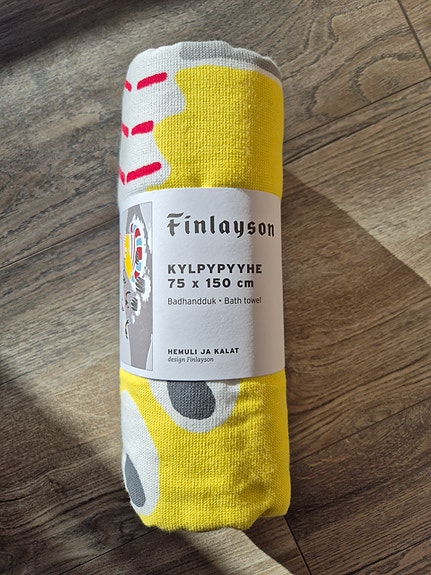 Finlayson
KYLPYPYYHE
75 x 150 cm
Badhandduk • Bath towel
HEMULI JA KALAT
design Finlayson